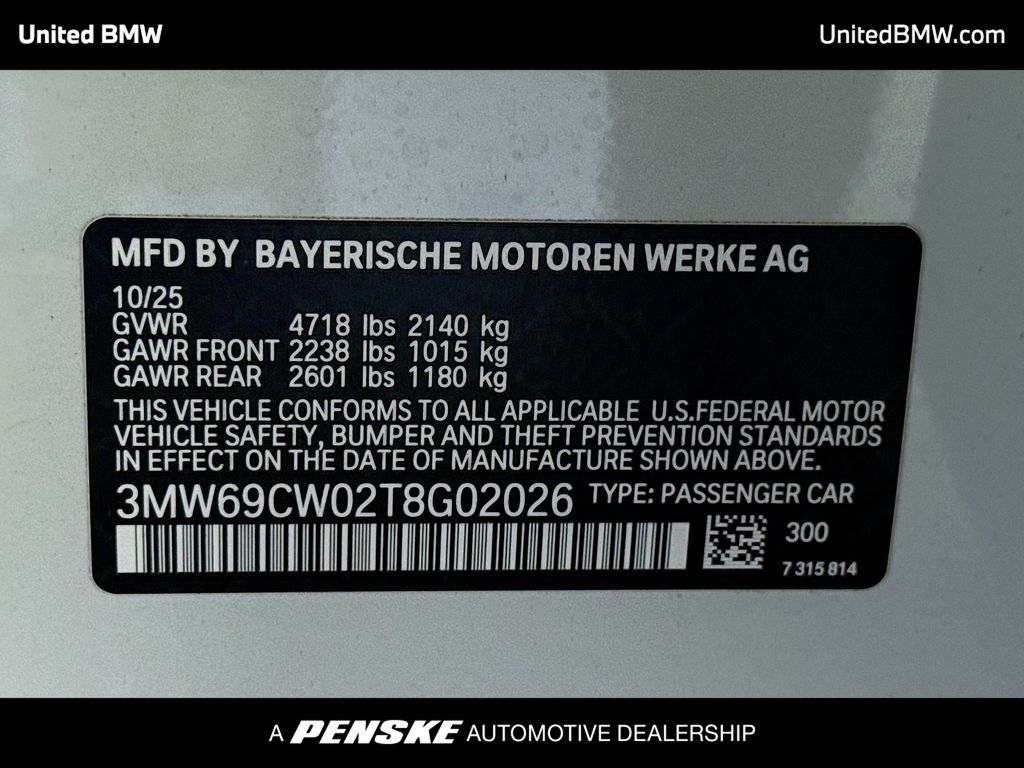 United BMW
UnitedBMW.com
MFD BY BAYERISCHE MOTOREN WERKE AG
10/25
GVWR 4718 lbs 2140 kg
GAWR FRONT 2238 lbs 1015 kg
GAWR REAR 2601 lbs 1180 kg
THIS VEHICLE CONFORMS TO ALL APPLICABLE U.S.FEDERAL MOTOR
VEHICLE SAFETY, BUMPER AND THEFT PREVENTION STANDARDS
IN EFFECT ON THE DATE OF MANUFACTURE SHOWN ABOVE.
3MW69CW02T8G02026 TYPE: PASSENGER CAR
300
7 315 814
A PENSKE AUTOMOTIVE DEALERSHIP